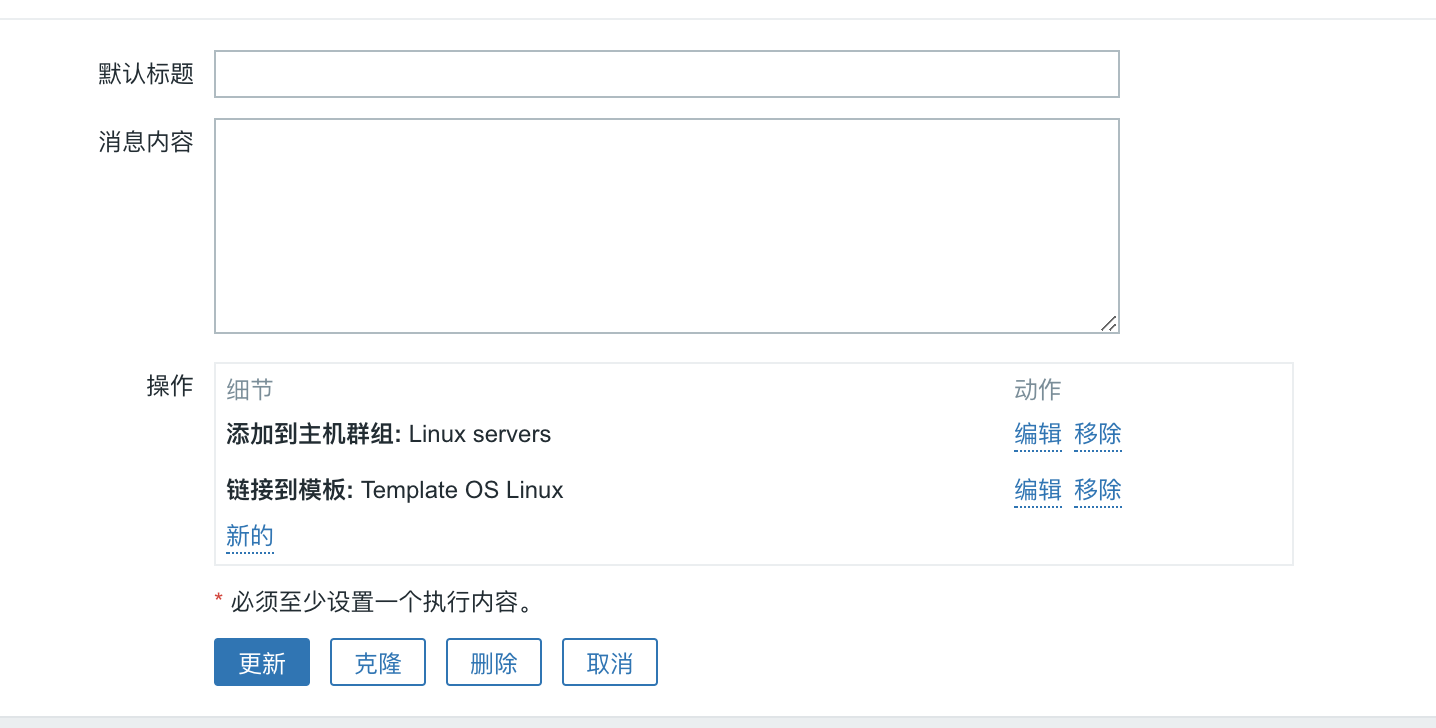 默认标题
消息内容
操作
细节 动作
添加到主机群组: Linux servers 编辑 移除
链接到模板: Template OS Linux 编辑 移除
新的
* 必须至少设置一个执行内容。
更新 克隆 删除 取消